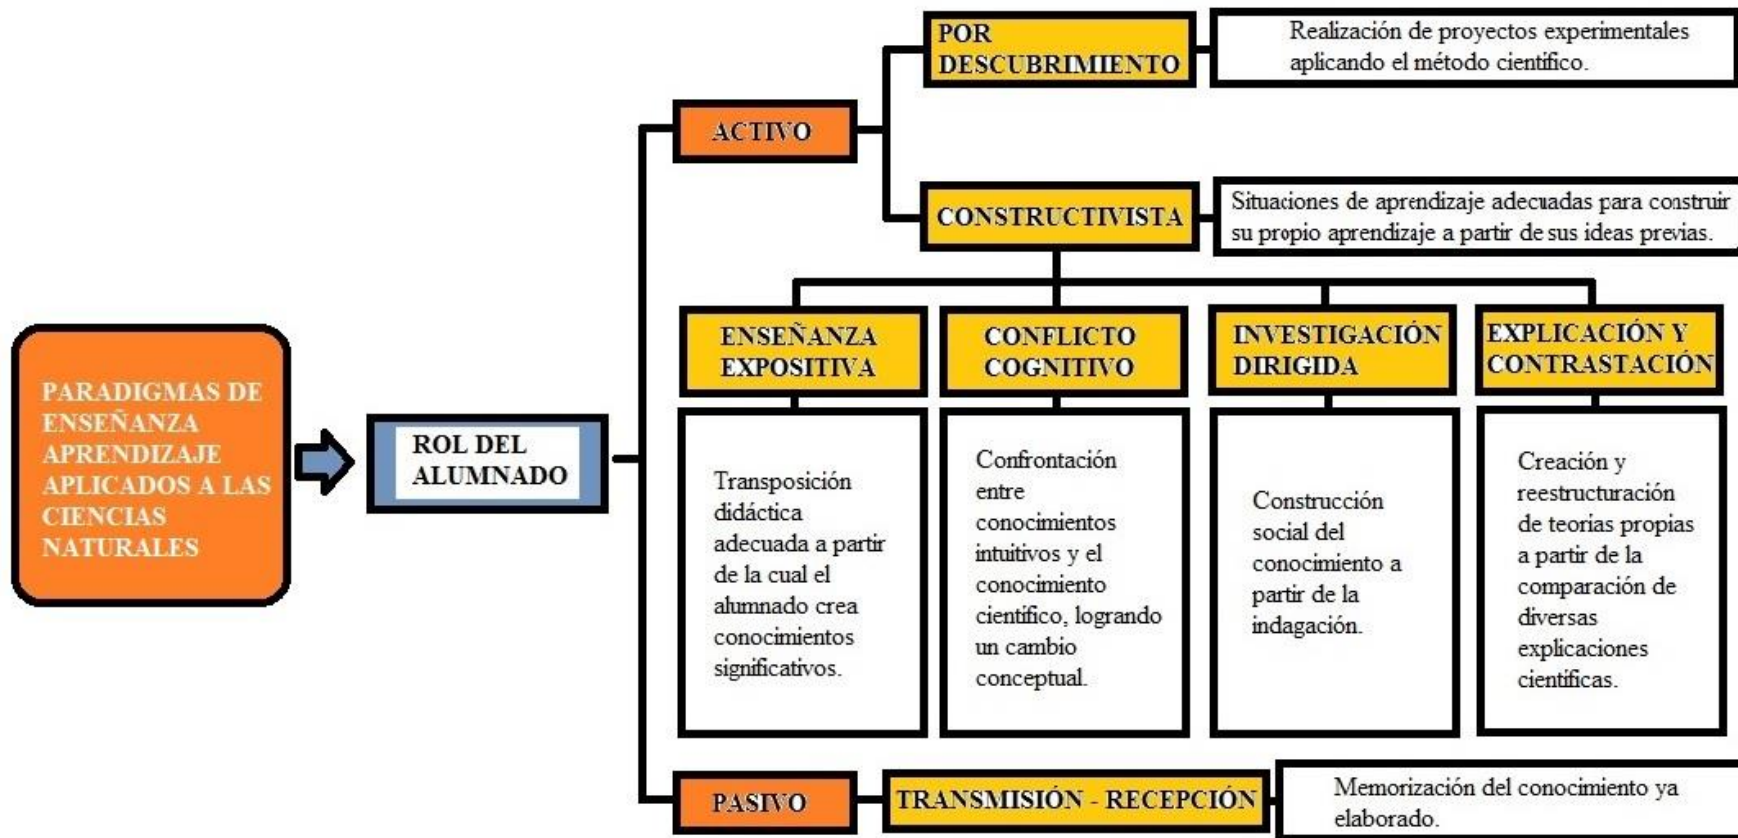 PARADIGMAS DE
ENSEÑANZA
APRENDIZAJE
APLICADOS A LAS
CIENCIAS
NATURALES
ROL DEL
ALUMNADO
ACTIVO
POR
DESCUBRIMIENTO
Realización de proyectos experimentales
aplicando el método científico.
CONSTRUCTIVISTA
Situaciones de aprendizaje adecuadas para construir
su propio aprendizaje a partir de sus ideas previas.
ENSEÑANZA
EXPOSITIVA
Transposición
didáctica
adecuada a partir
de la cual el
alumnado crea
conocimientos
significativos.
CONFLICTO
COGNITIVO
Confrontación
entre
conocimientos
intuitivos y el
conocimiento
científico, logrando
un cambio
conceptual.
INVESTIGACIÓN
DIRIGIDA
Construcción
social del
conocimiento a
partir de la
indagación.
EXPLICACIÓN Y
CONTRASTACIÓN
Creación y
reestructuración
de teorias propias
a partir de la
comparación de
diversas
explicaciones
científicas.
PASIVO
TRANSMISIÓN - RECEPCIÓN
Memorización del conocimiento ya
elaborado.